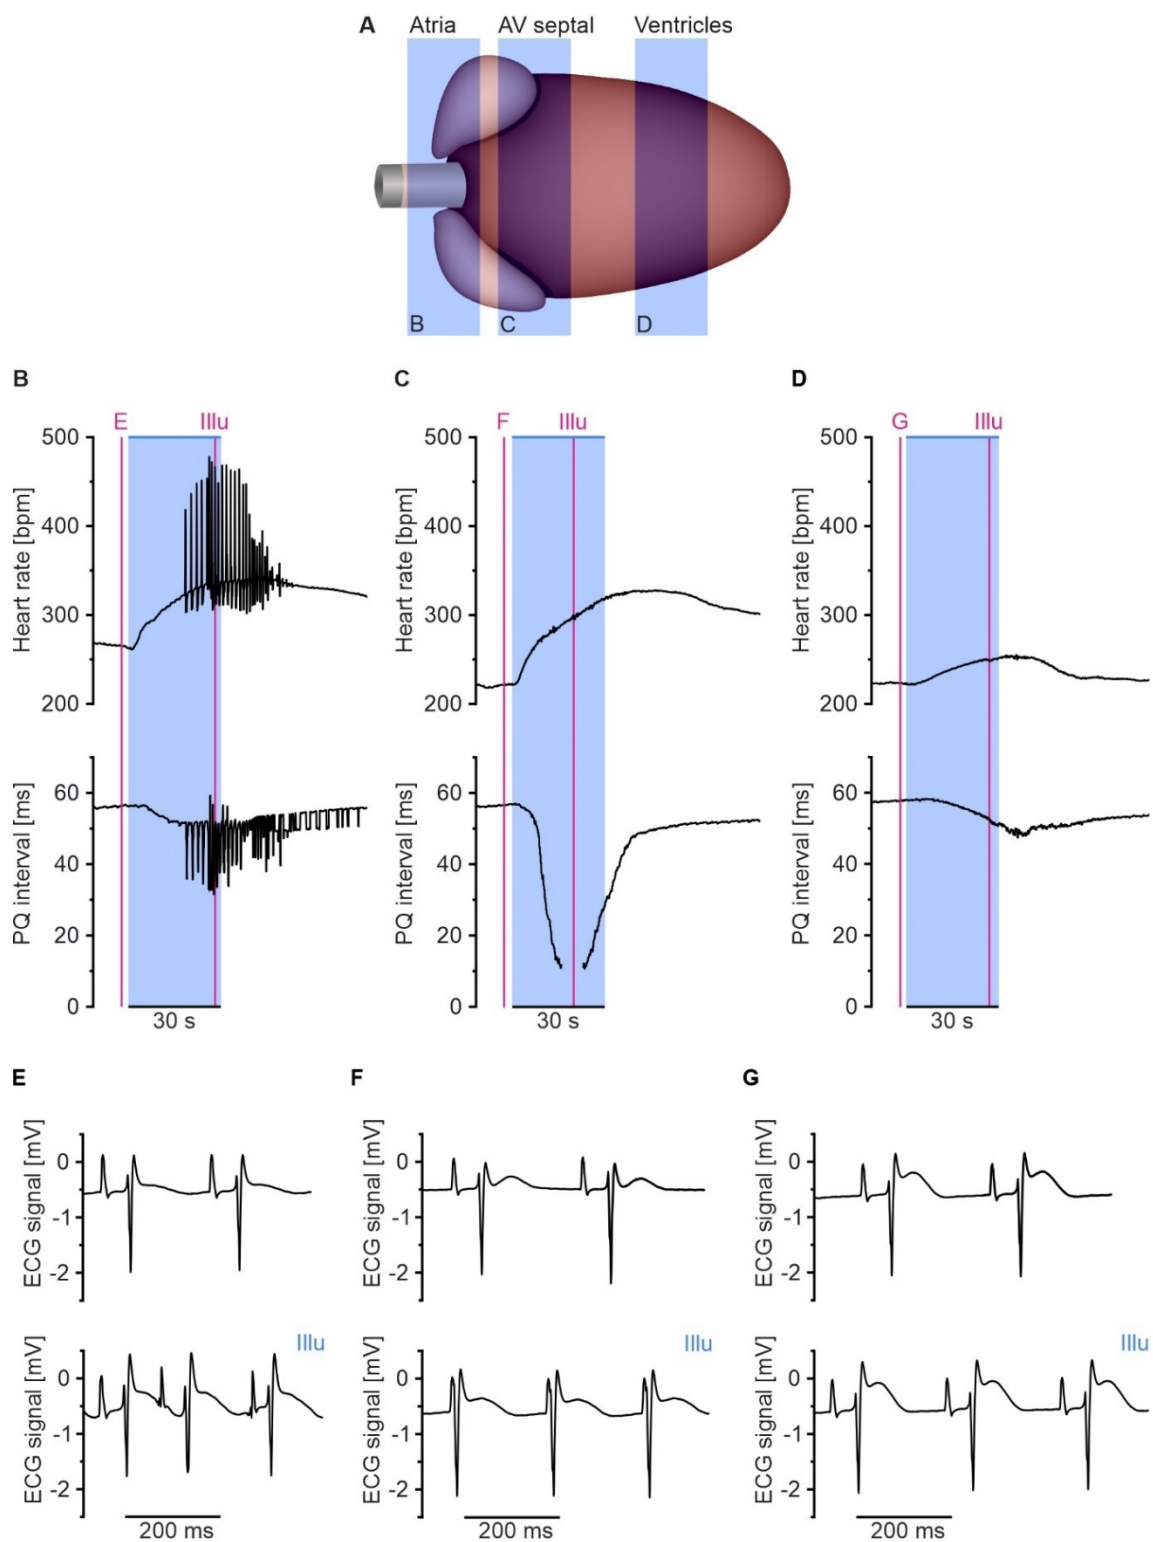 A Atria AV septal Ventricles
B C D
B C D
E Illu F Illu G Illu
500 500 500
400 400 400
300 300 300
200 200 200
Heart rate [bpm] Heart rate [bpm] Heart rate [bpm]
60 60 60
40 40 40
20 20 20
0 0 0
PQ interval [ms] PQ interval [ms] PQ interval [ms]
30 s 30 s 30 s
E F G
0 0 0
-1 -1 -1
-2 -2 -2
ECG signal [mV] ECG signal [mV] ECG signal [mV]
Illu Illu Illu
0 0 0
-1 -1 -1
-2 -2 -2
ECG signal [mV] ECG signal [mV] ECG signal [mV]
200 ms 200 ms 200 ms